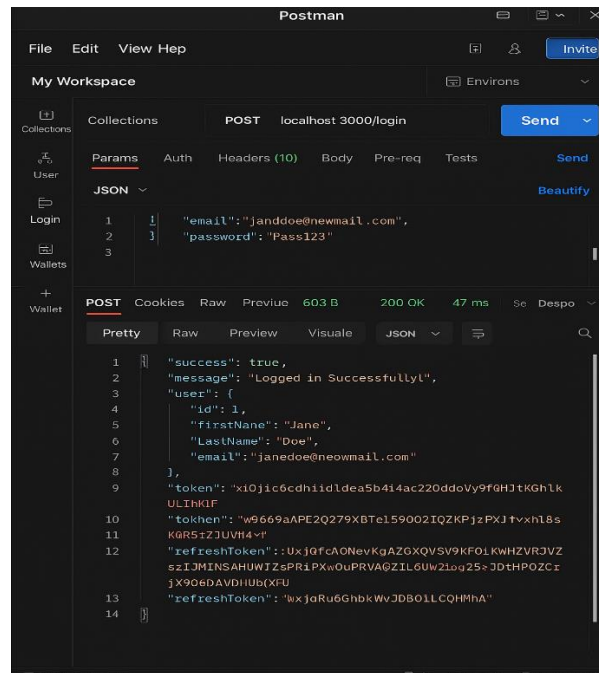 Postman
File Edit View Hep
Invite
My Workspace
Environs
Collections
User
Login
Wallets
Wallet
Collections POST localhost 3000/login Send
Params Auth Headers (10) Body Pre-req Tests Send
JSON Beautify
1 "email":"janddoe@newmail.com",
2 "password":"Pass123"
3
POST Cookies Raw Previue 603 B 200 OK 47 ms Se Despo
Pretty Raw Preview Visuale JSON
1 {
2 "success": true,
"message": "Logged in Successfullyl",
3 "user": {
4 "id": 1,
5 "firstNane": "Jane",
6 "LastName": "Doe",
7 "email":"janedoe@neowmail.com"
8 },
9 "token":
10 "tokhen":
11
12 "refreshToken"::
13 "refreshToken":
14 }